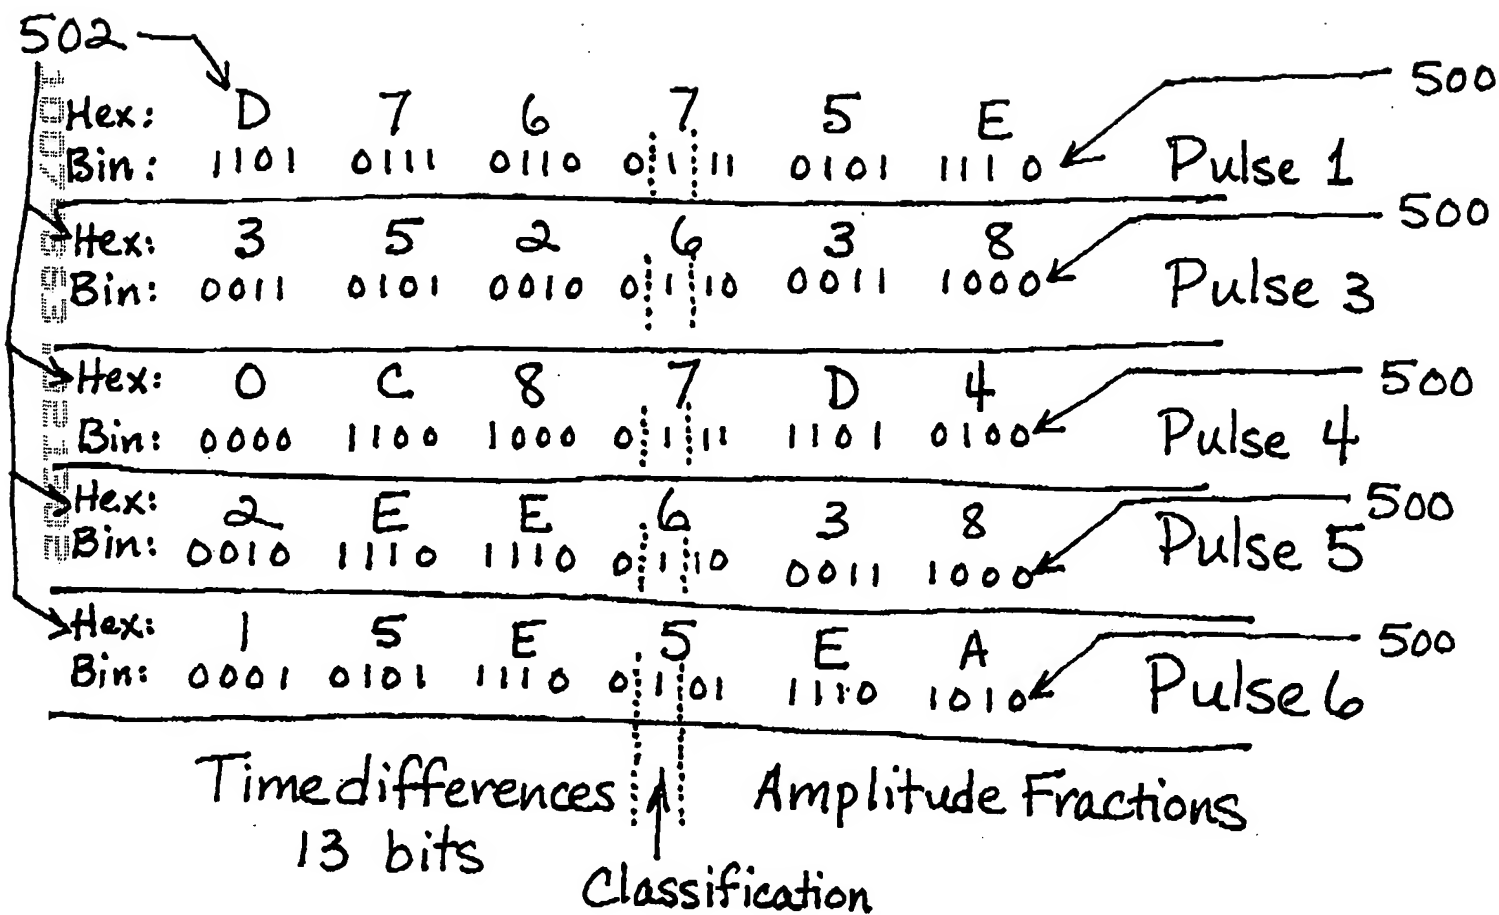 502
500
Hex: D 7 6 7 5 E
Bin: 1101 0111 0110 0111 0101 1110 Pulse 1
500
Hex: 3 5 2 6 3 8
Bin: 0011 0101 0010 0110 0011 1000 Pulse 3
Hex: 0 C 8 7 D 4 500
Bin: 0000 1100 1000 0111 1101 0100 Pulse 4
Hex: 2 E E 6 3 8 500
Bin: 0010 1110 1110 0110 0011 1000 Pulse 5
Hex: 1 5 E 5 E A 500
Bin: 0001 0101 1110 0101 1110 1010 Pulse 6
Time differences Amplitude Fractions
13 bits
Classification